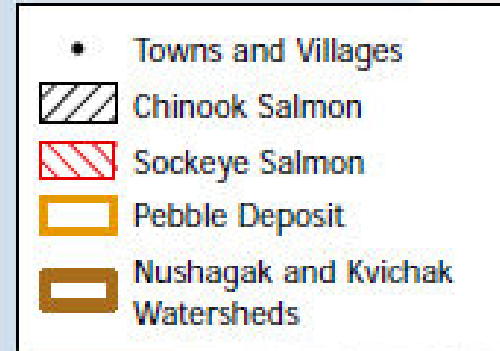 Towns and Villages
Chinook Salmon
Sockeye Salmon
Pebble Deposit
Nushagak and Kvichak
Watersheds